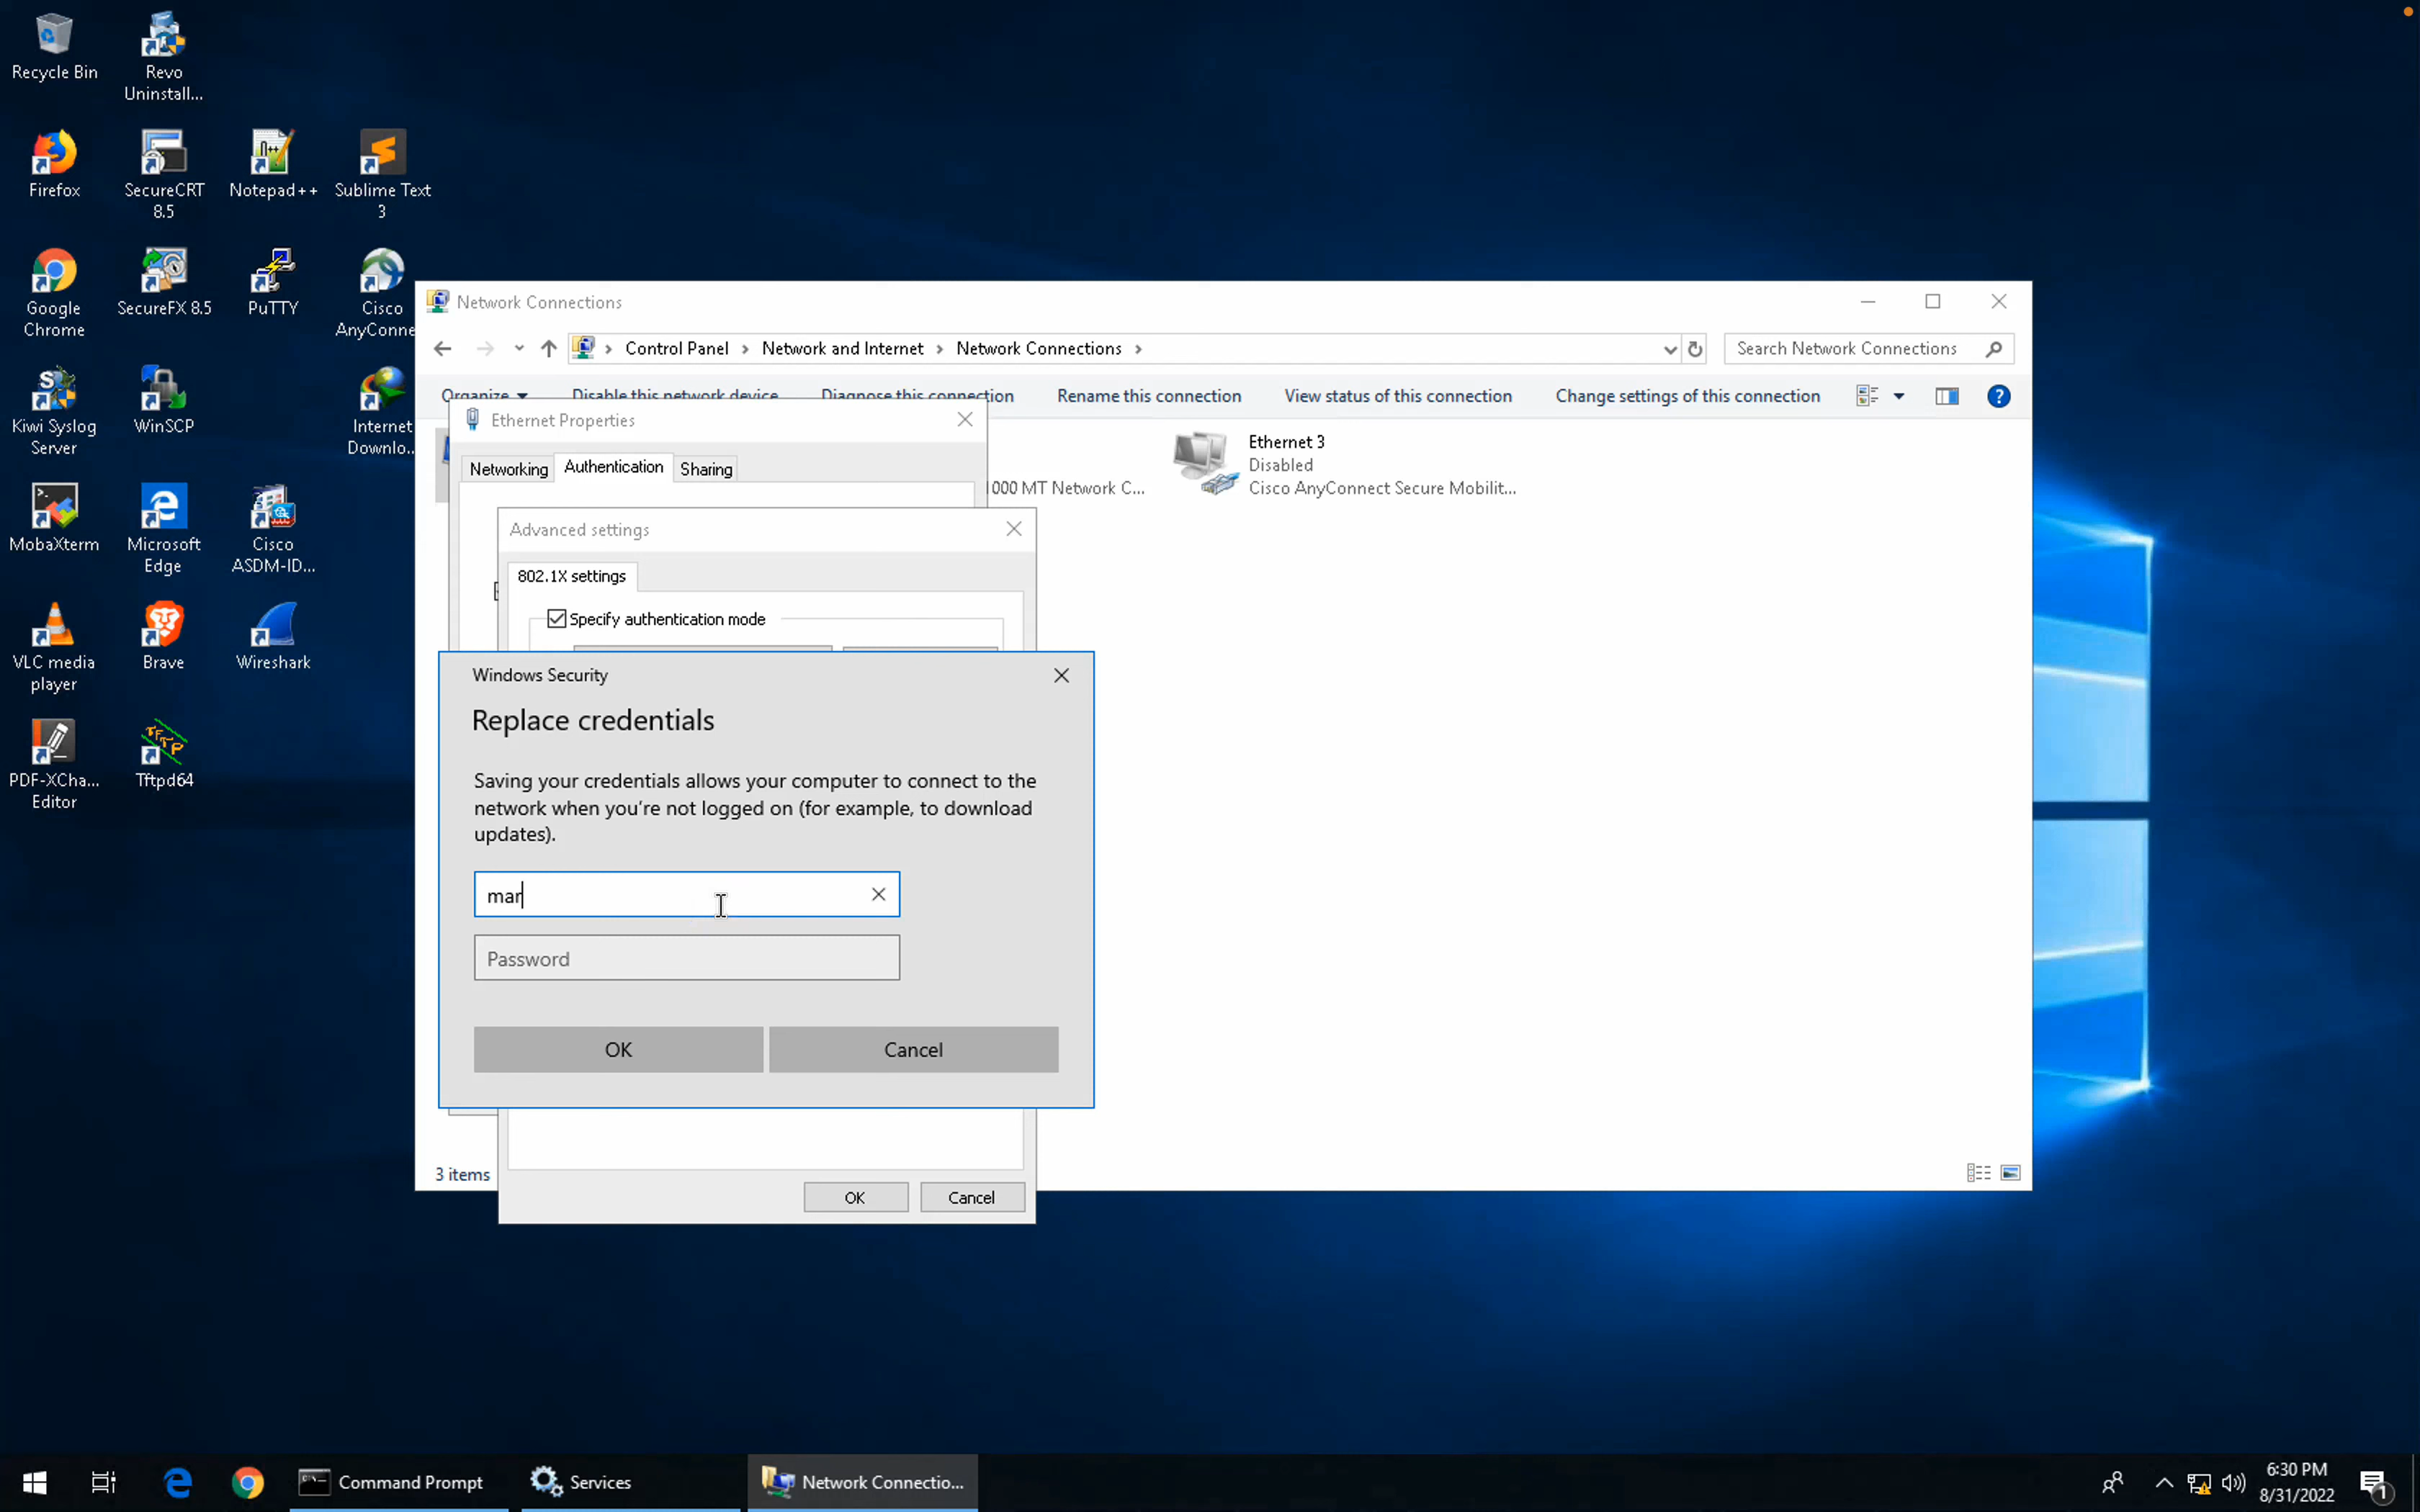 Recycle Bin
Revo
Uninstall...
Firefox
SecureCRT
8.5
Notepad++
Sublime Text
3
Google
Chrome
SecureFX 8.5
PuTTY
Cisco
AnyConne
Kiwi Syslog
Server
WinSCP
Internet
Downlo...
MobaXterm
Microsoft
Edge
Cisco
ASDM-ID...
VLC media
player
Brave
Wireshark
PDF-XCha...
Editor
Tftpd64
Network Connections
Control Panel > Network and Internet > Network Connections >
Search Network Connections
Organize
Disable this network device
Diagnose this connection
Rename this connection
View status of this connection
Change settings of this connection
Ethernet Properties
Networking
Authentication
Sharing
000 MT Network C...
Ethernet 3
Disabled
Cisco AnyConnect Secure Mobilit...
Advanced settings
802.1X settings
Specify authentication mode
Windows Security
Replace credentials
Saving your credentials allows your computer to connect to the
network when you're not logged on (for example, to download
updates).
mar
Password
OK
Cancel
3 items
OK
Cancel
Command Prompt
Services
Network Connectio...
6:30 PM
8/31/2022
1